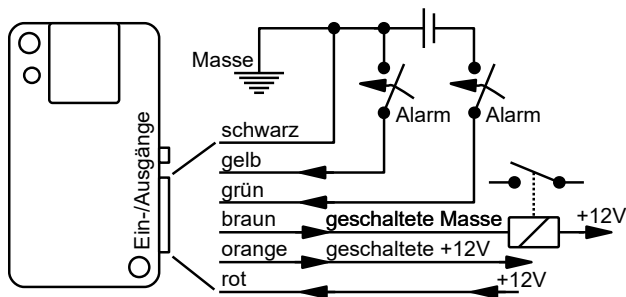 Masse
Alarm
Alarm
Ein-/Ausgänge
schwarz
gelb
grün
braun geschaltete Masse +12V
orange geschaltete +12V
rot +12V